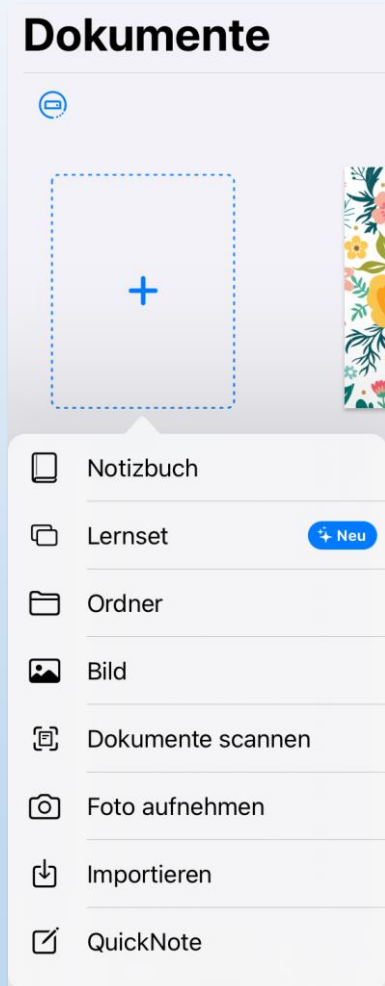 Dokumente
Notizbuch
Lernset
Neu
Ordner
Bild
Dokumente scannen
Foto aufnehmen
Importieren
QuickNote